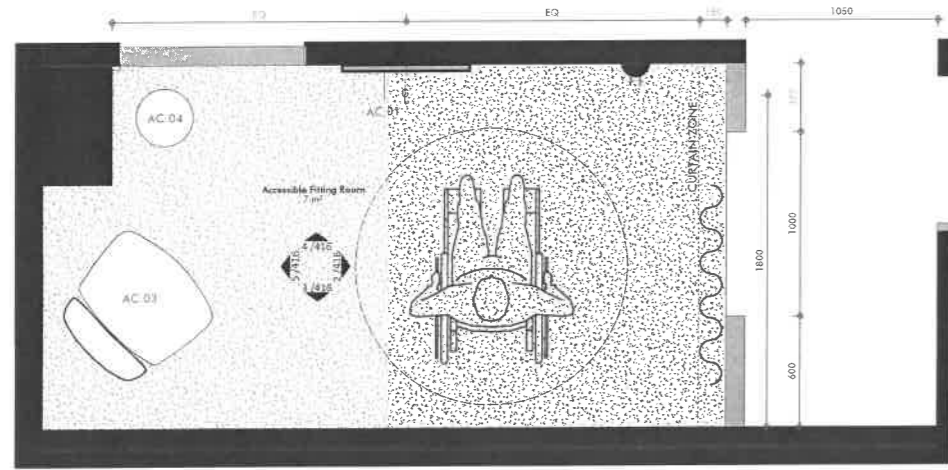 EQ
EQ
1050
AC.04
AC.01
CURTAIN ZONE
Accessible Fitting Room
7 m²
4 /416
3 /416
2 /416
1 /416
AC.03
1800
1000
600